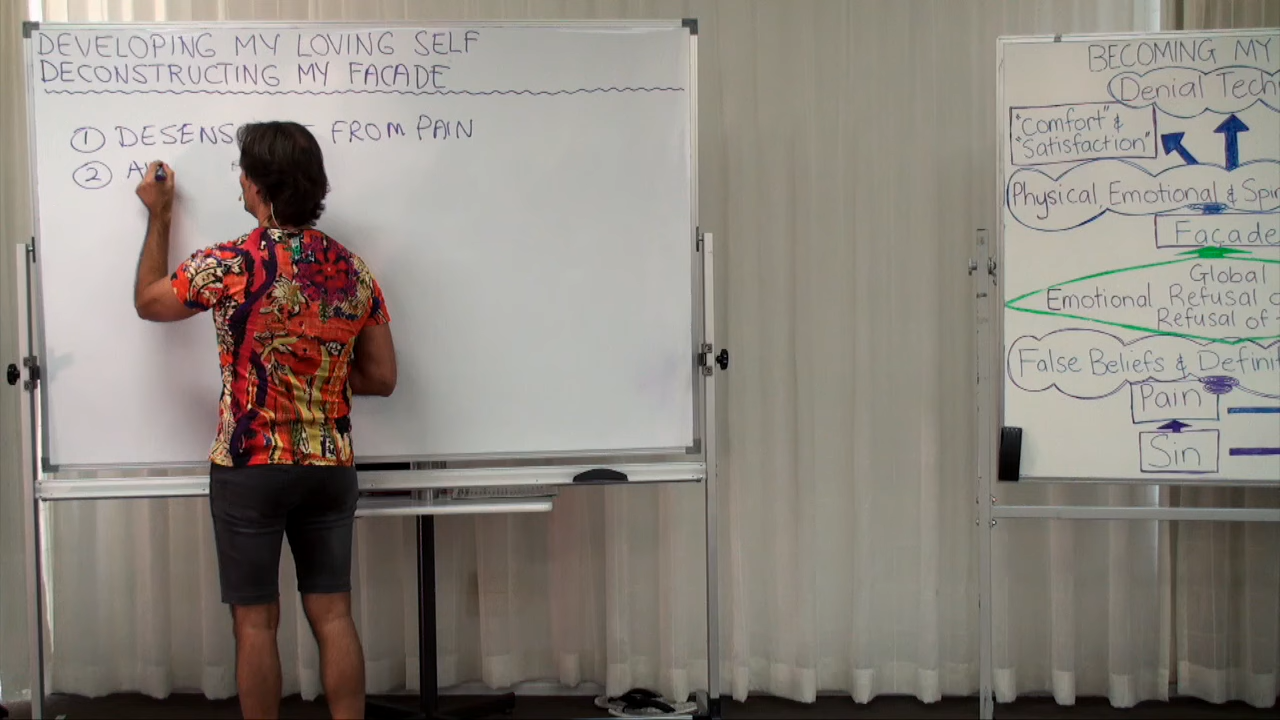 DEVELOPING MY LOVING SELF
DECONSTRUCTING MY FACADE
① DESENS FROM PAIN
②
BECOMING MY
Denial Tech
"Comfort" &
"Satisfaction"
Physical, Emotional & Spir
Façade
Global
Emotional Refusal
Refusal of
False Beliefs & Defini
Pain
Sin